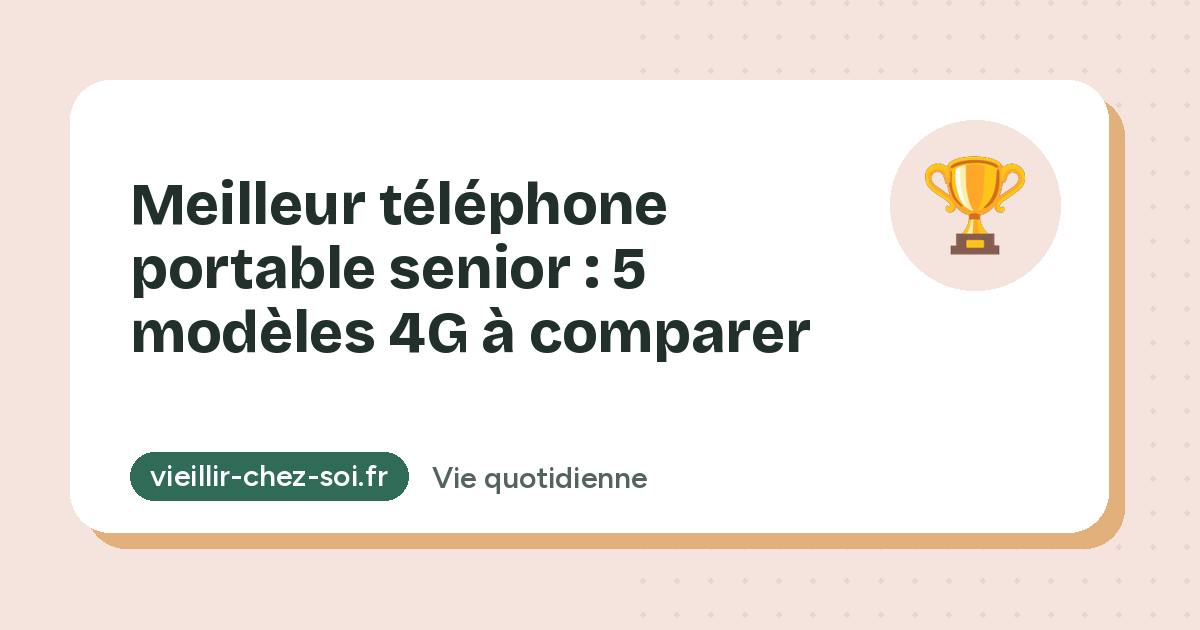 Meilleur téléphone
portable senior : 5
modèles 4G à comparer
vieillir-chez-soi.fr
Vie quotidienne